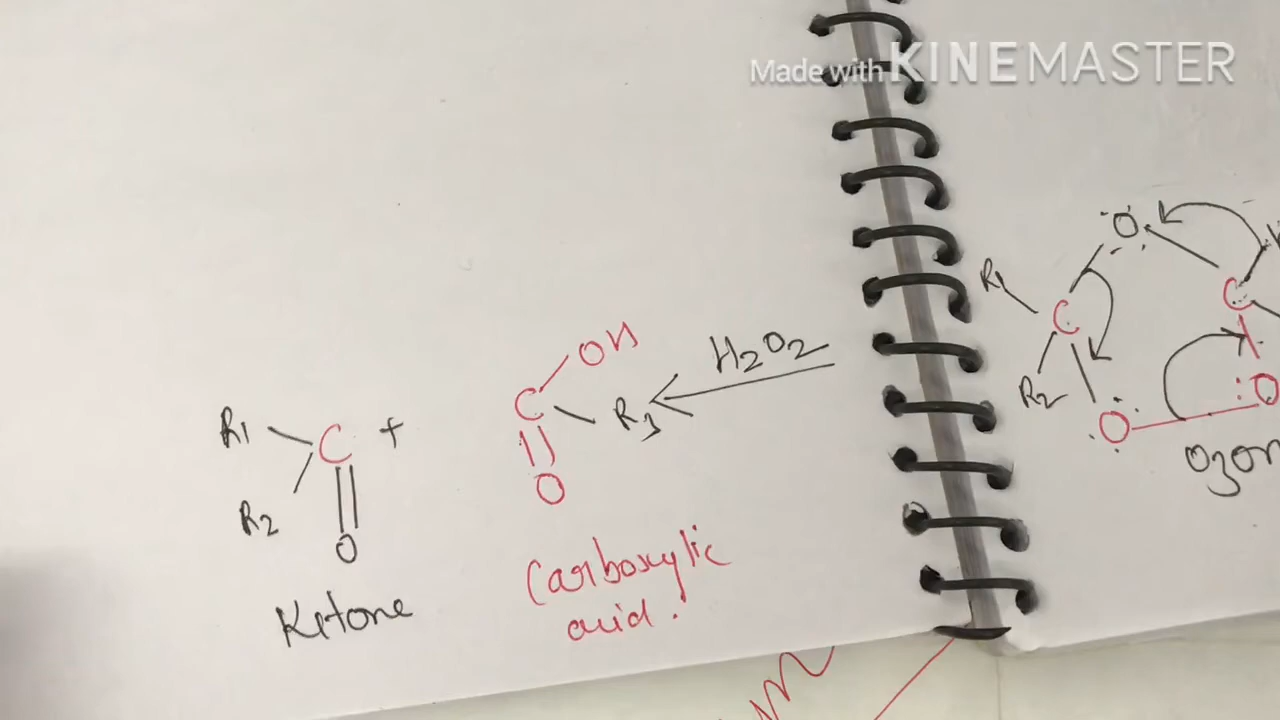 Made with KINEMASTER
R1
C
+
R2
O
Ketone
OH
C
R3
O
Carboxylic
acid.
H2O2
O
R1
C
R2
O
C
O